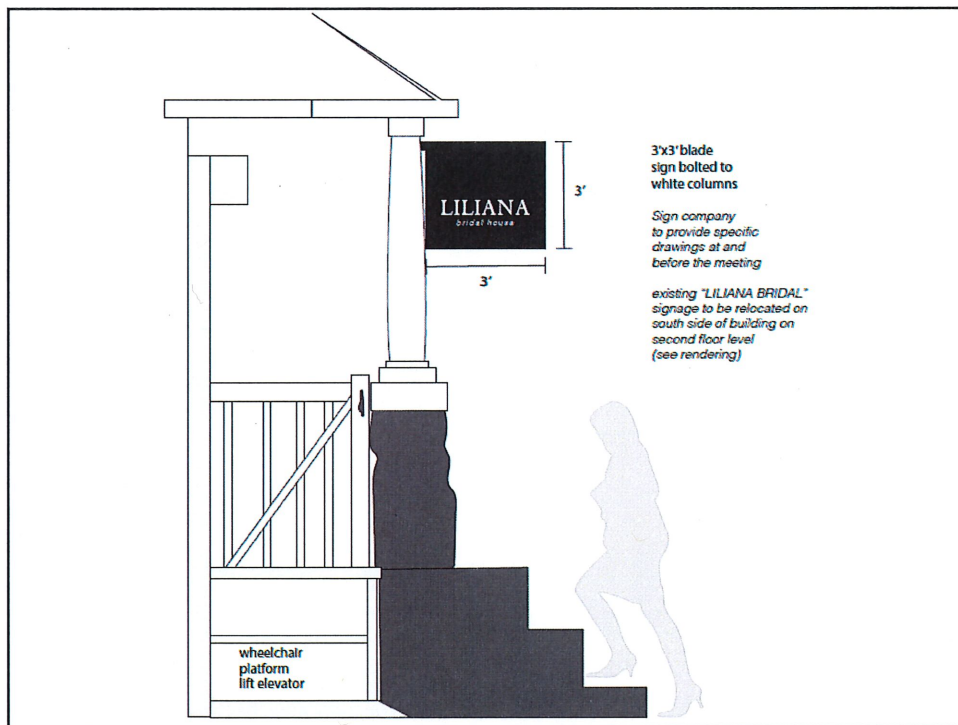 LILIANA
bridal house
3'
3'
3'x3' blade
sign bolted to
white columns
Sign company
to provide specific
drawings at and
before the meeting
existing "LILIANA BRIDAL"
signage to be relocated on
south side of building on
second floor level
(see rendering)
wheelchair
platform
lift elevator